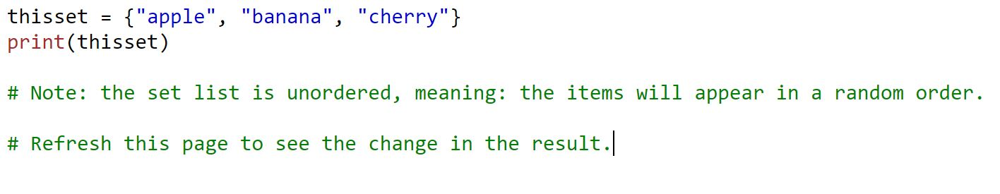 thisset = {"apple", "banana", "cherry"}
print(thisset)
# Note: the set list is unordered, meaning: the items will appear in a random order.
# Refresh this page to see the change in the result.